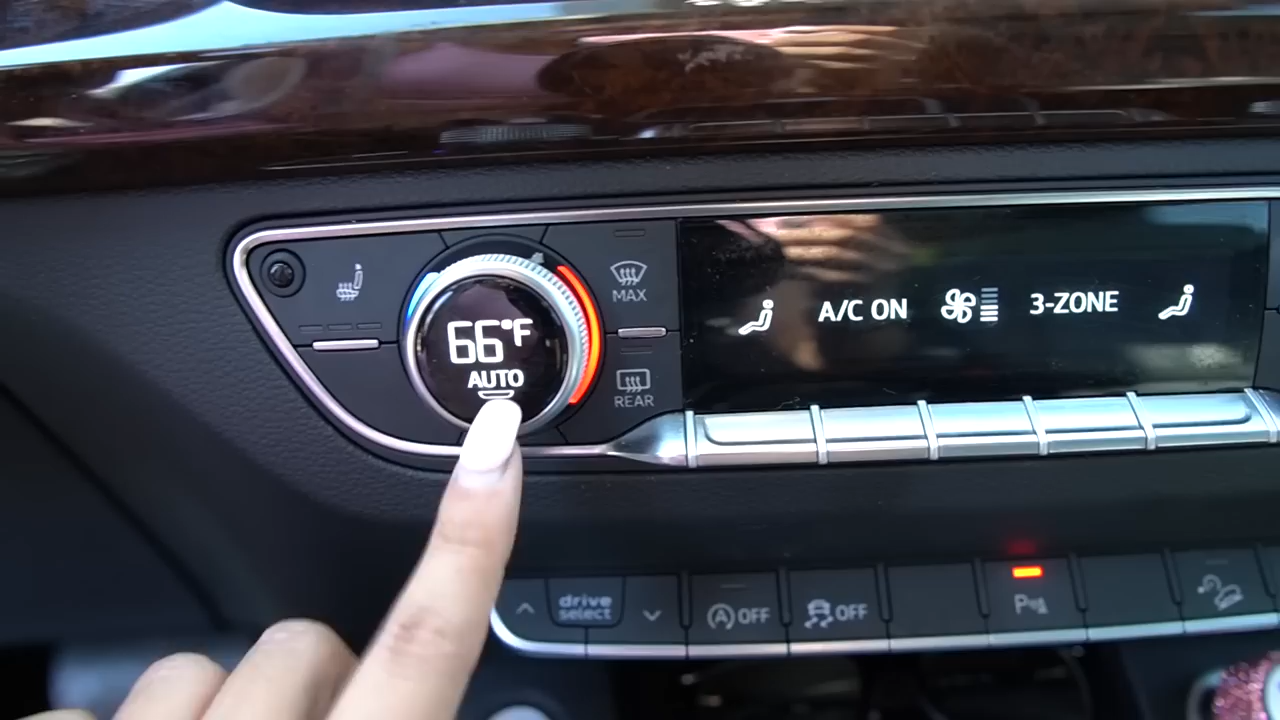 MAX
66°F
AUTO
REAR
A/C ON
3-ZONE
drive
select
(A) OFF
OFF
P